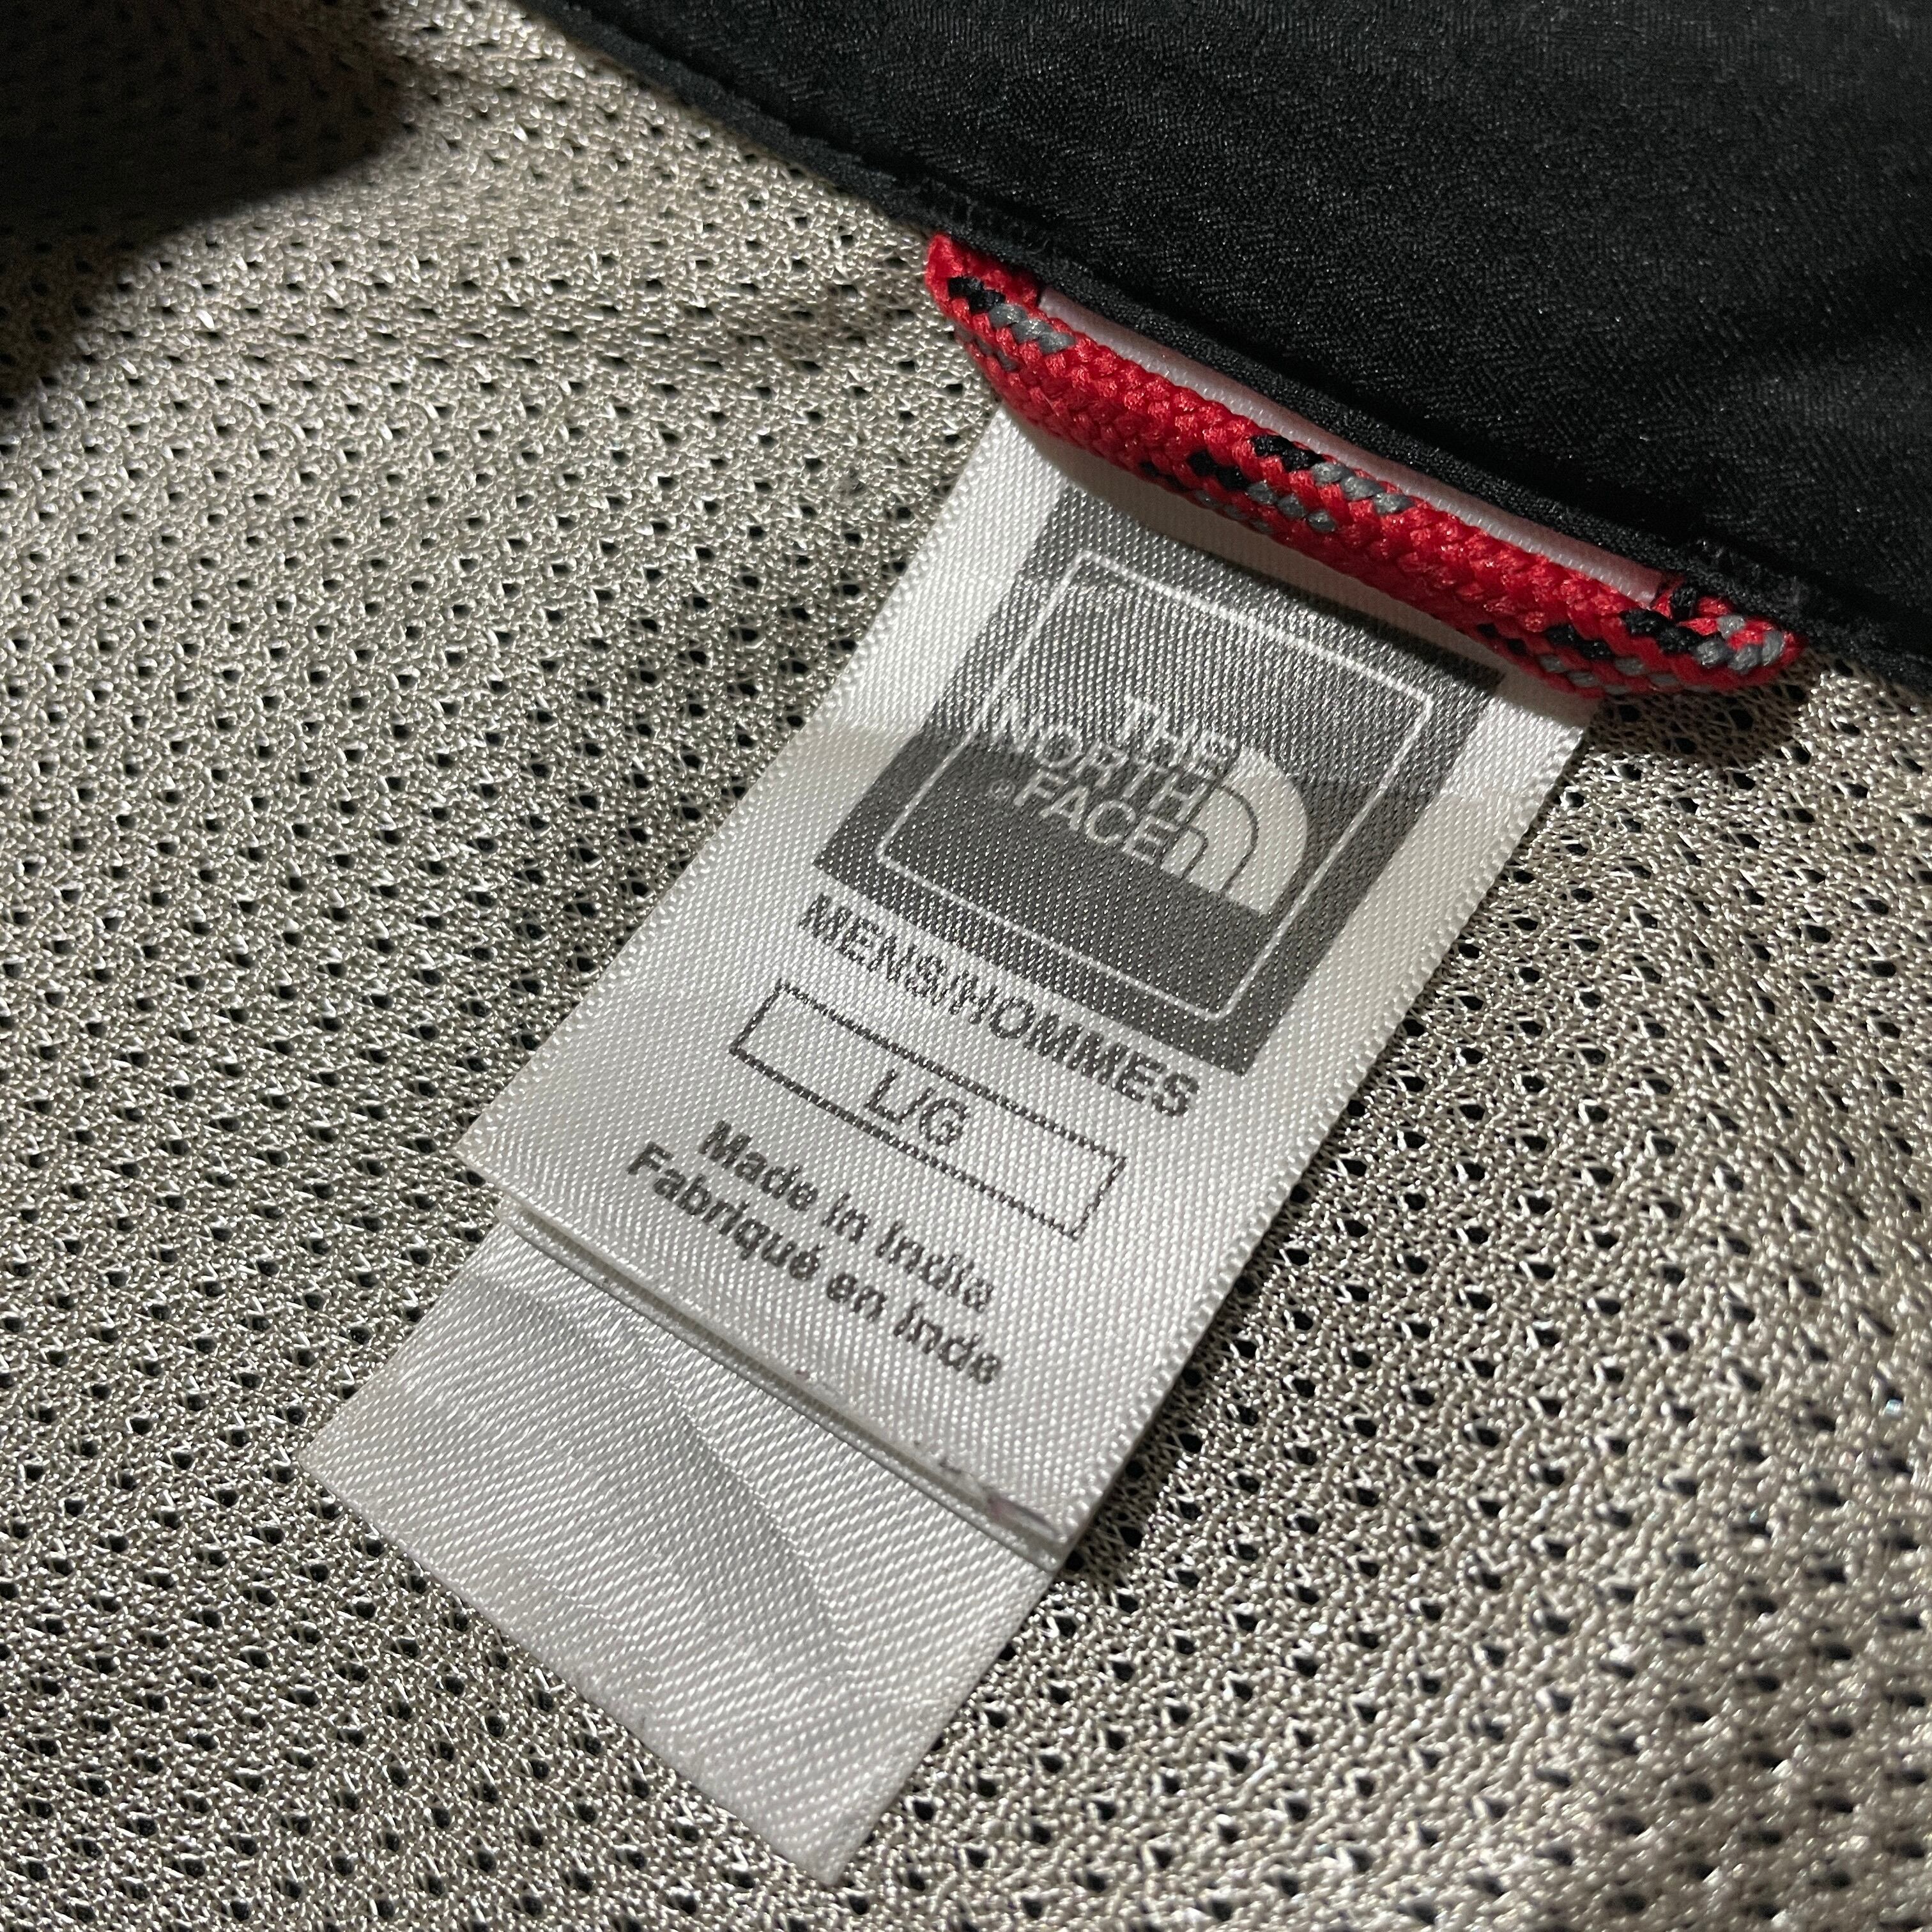 THE
NORTH
®FACE
MENS/HOMMES
L/G
Made in India
Fabriqué en Inde